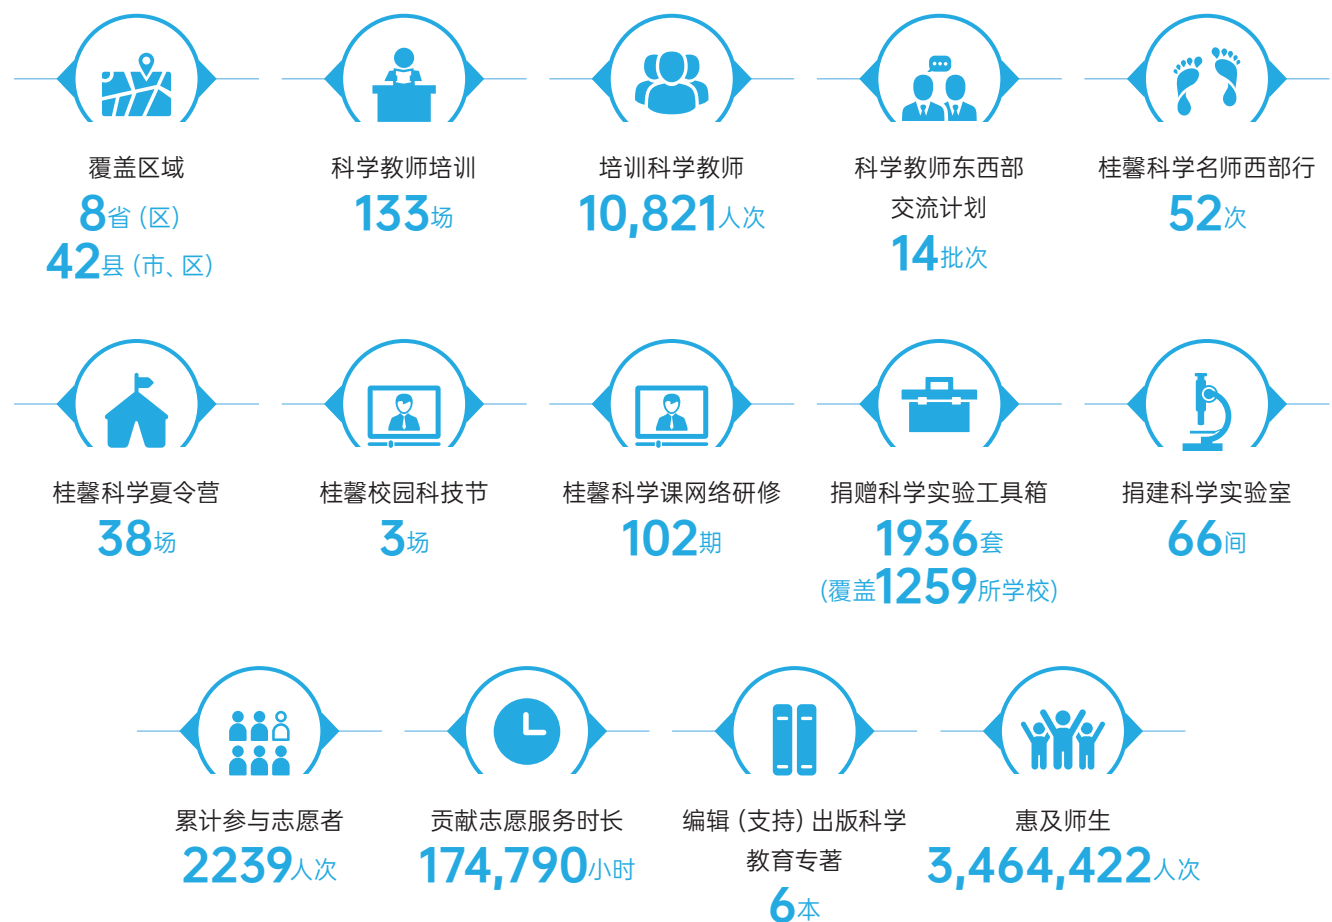 覆盖区域
8省（区）
42县（市、区）
科学教师培训
133场
培训科学教师
10,821人次
科学教师东西部
交流计划
14批次
桂馨科学名师西部行
52次
桂馨科学夏令营
38场
桂馨校园科技节
3场
桂馨科学课网络研修
102期
捐赠科学实验工具箱
1936套
(覆盖1259所学校)
捐建科学实验室
66间
累计参与志愿者
2239人次
贡献志愿服务时长
174,790小时
编辑（支持）出版科学
教育专著
6本
惠及师生
3,464,422人次